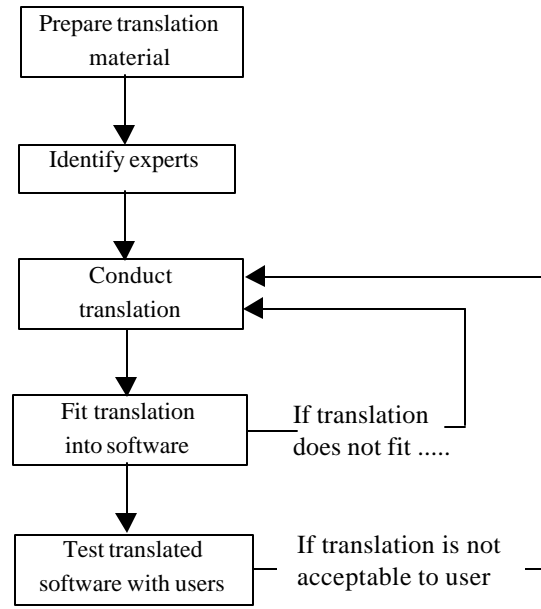 Prepare translation
material
Identify experts
Conduct
translation
Fit translation
into software
If translation
does not fit .....
Test translated
software with users
If translation is not
acceptable to user